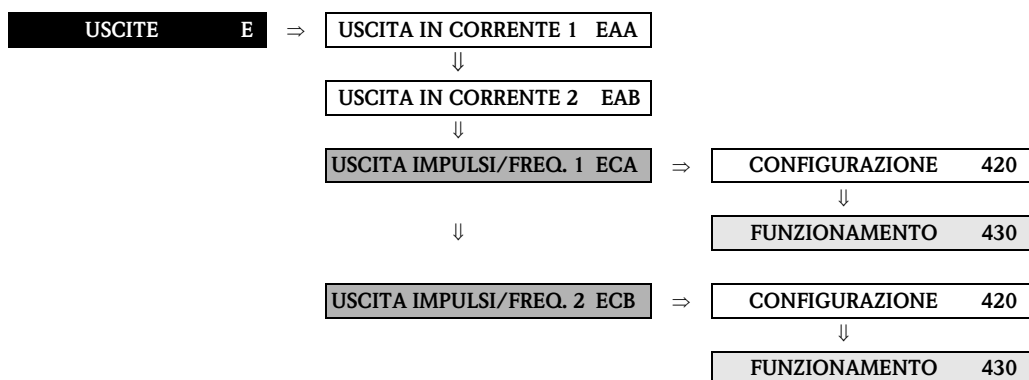 USCITE E ⇒ USCITA IN CORRENTE 1 EAA
⇓
USCITA IN CORRENTE 2 EAB
⇓
USCITA IMPULSI/FREQ. 1 ECA ⇒ CONFIGURAZIONE 420
⇓
⇓ FUNZIONAMENTO 430
USCITA IMPULSI/FREQ. 2 ECB ⇒ CONFIGURAZIONE 420
⇓
FUNZIONAMENTO 430